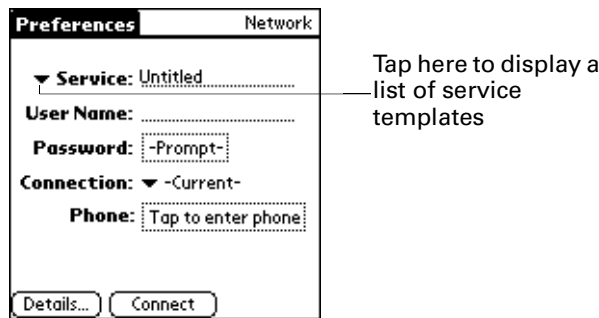 Preferences Network
Service: Untitled
User Name:
Password: -Prompt-
Connection: -Current-
Phone: Tap to enter phone
Details... Connect
Tap here to display a
list of service
templates